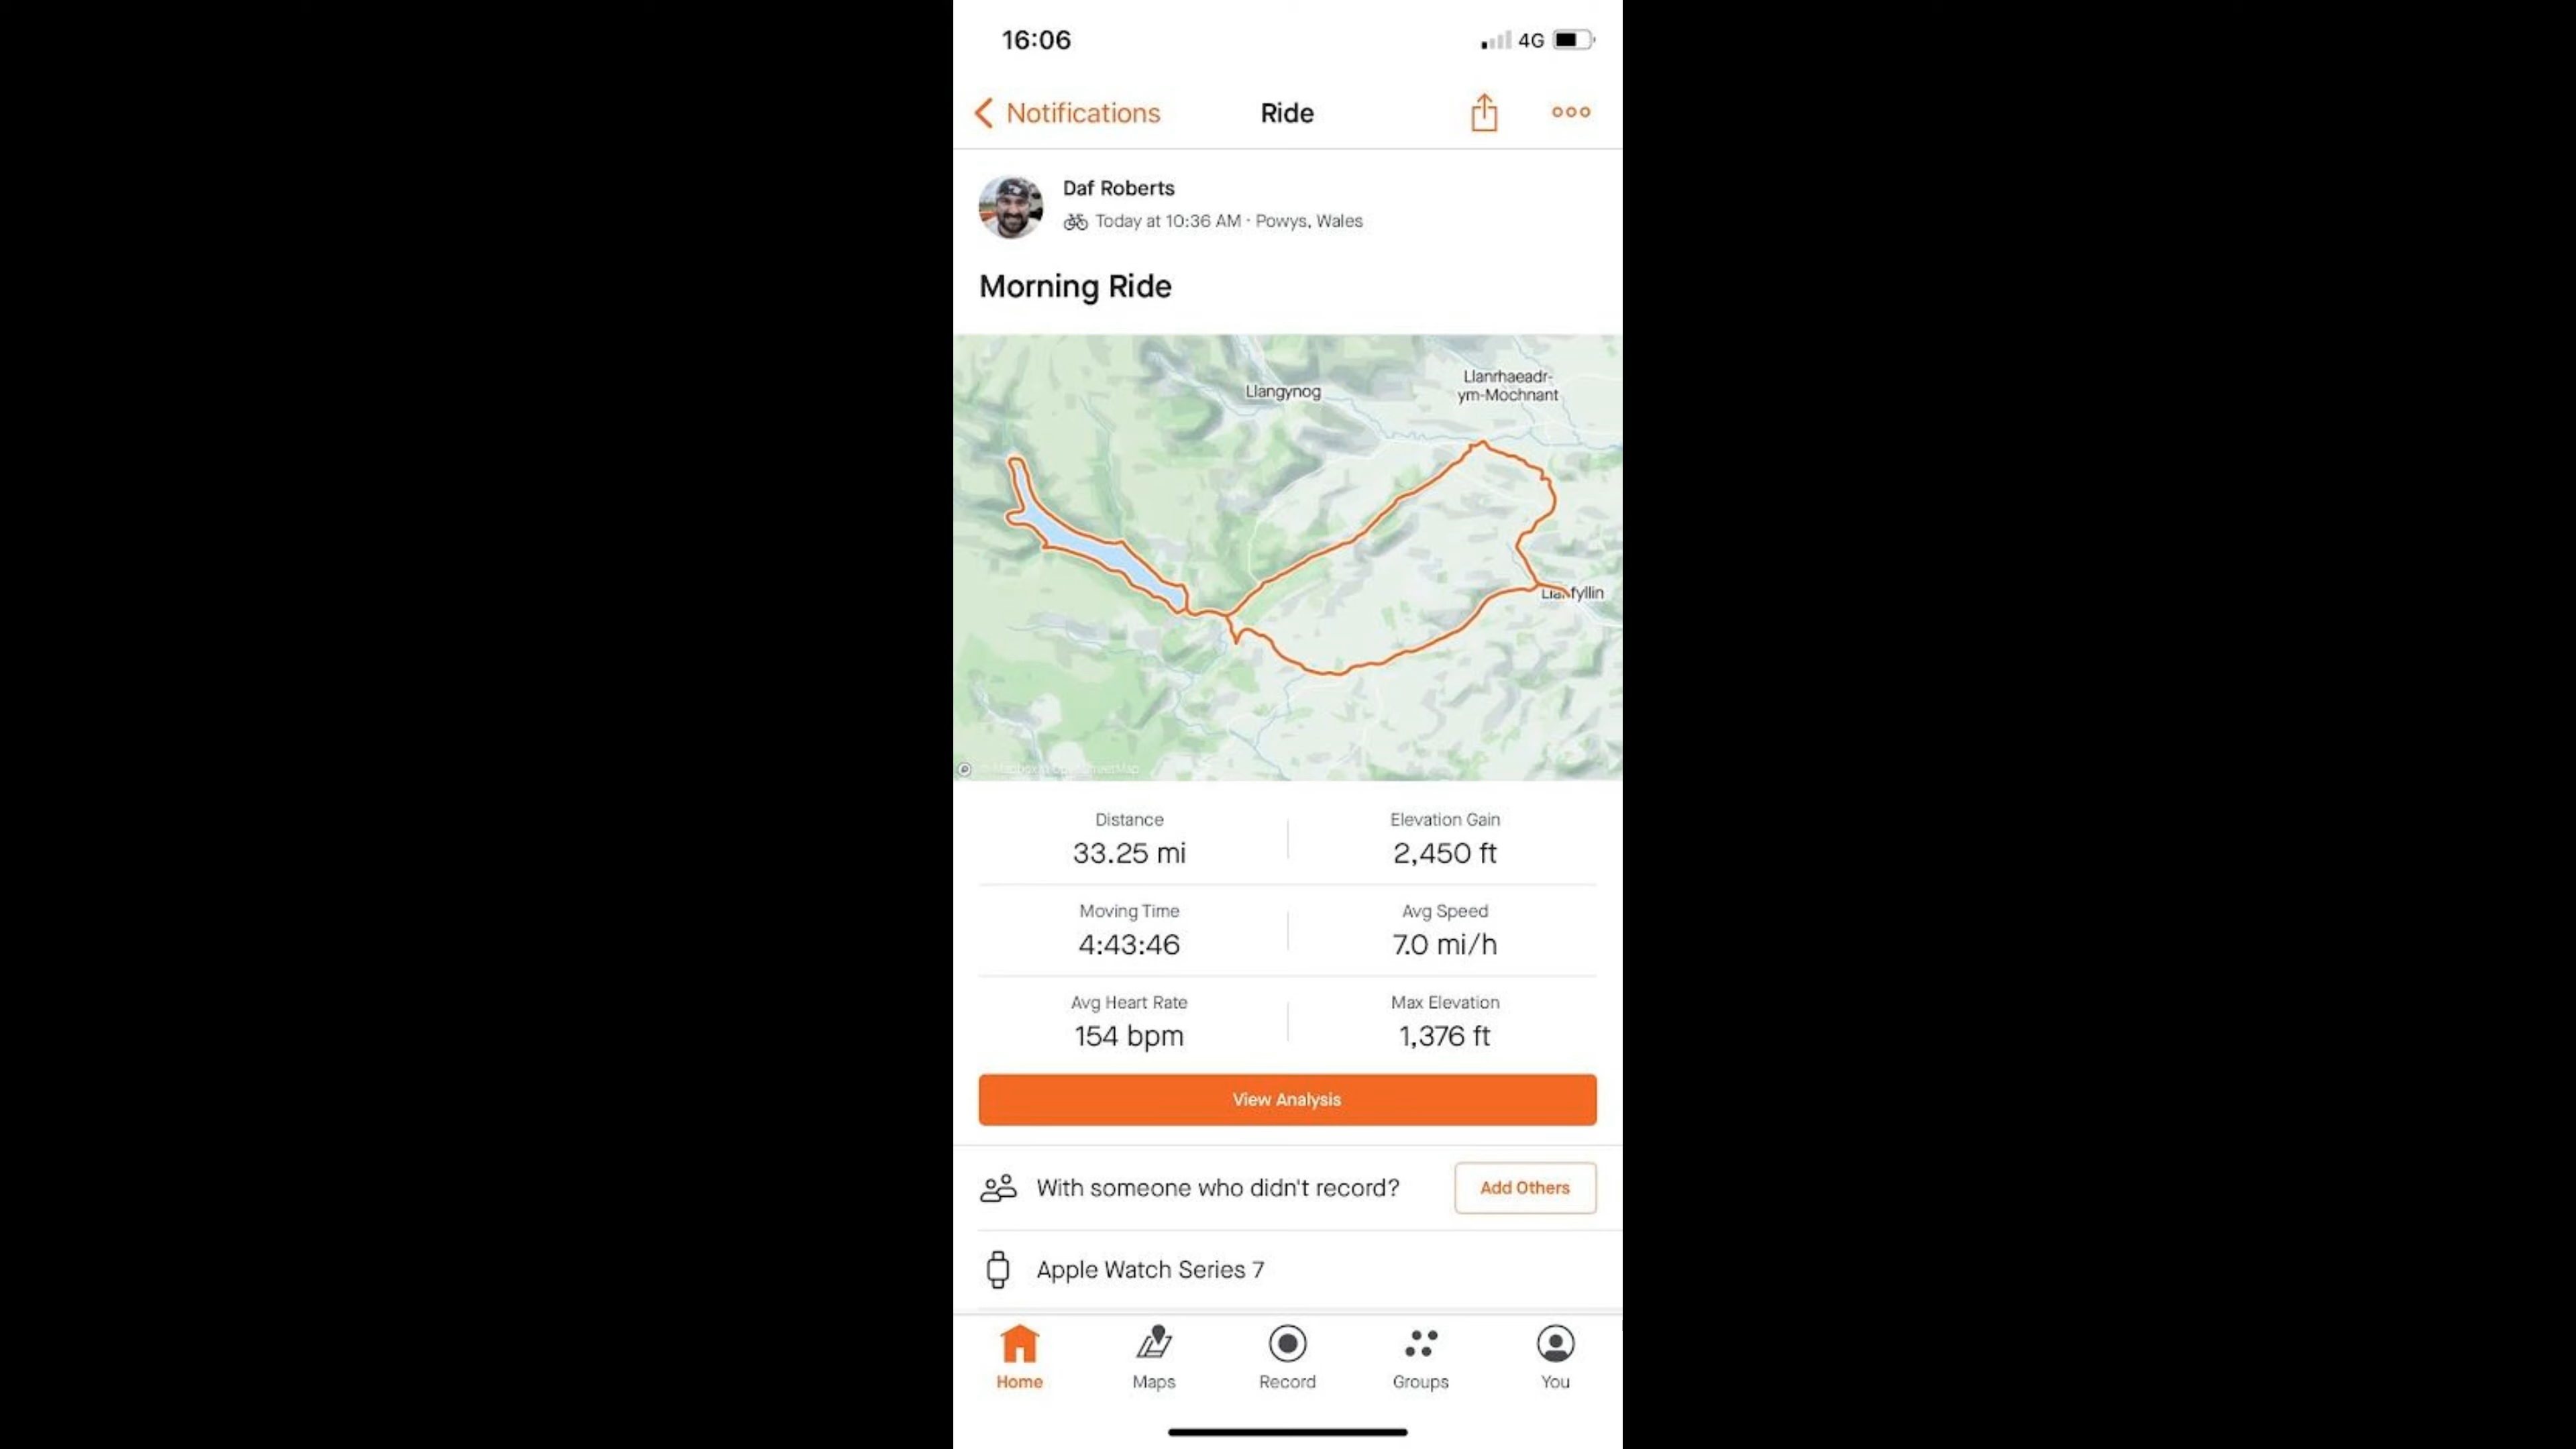 16:06
4G
Notifications
Ride
Daf Roberts
Today at 10:36 AM · Powys, Wales
Morning Ride
Llangynog
Llanrhaeadr-
ym-Mochnant
© Mapbox
Distance
33.25 mi
Elevation Gain
2,450 ft
Moving Time
4:43:46
Avg Speed
7.0 mi/h
Avg Heart Rate
154 bpm
Max Elevation
1,376 ft
View Analysis
With someone who didn't record?
Add Others
Apple Watch Series 7
Home
Maps
Record
Groups
You